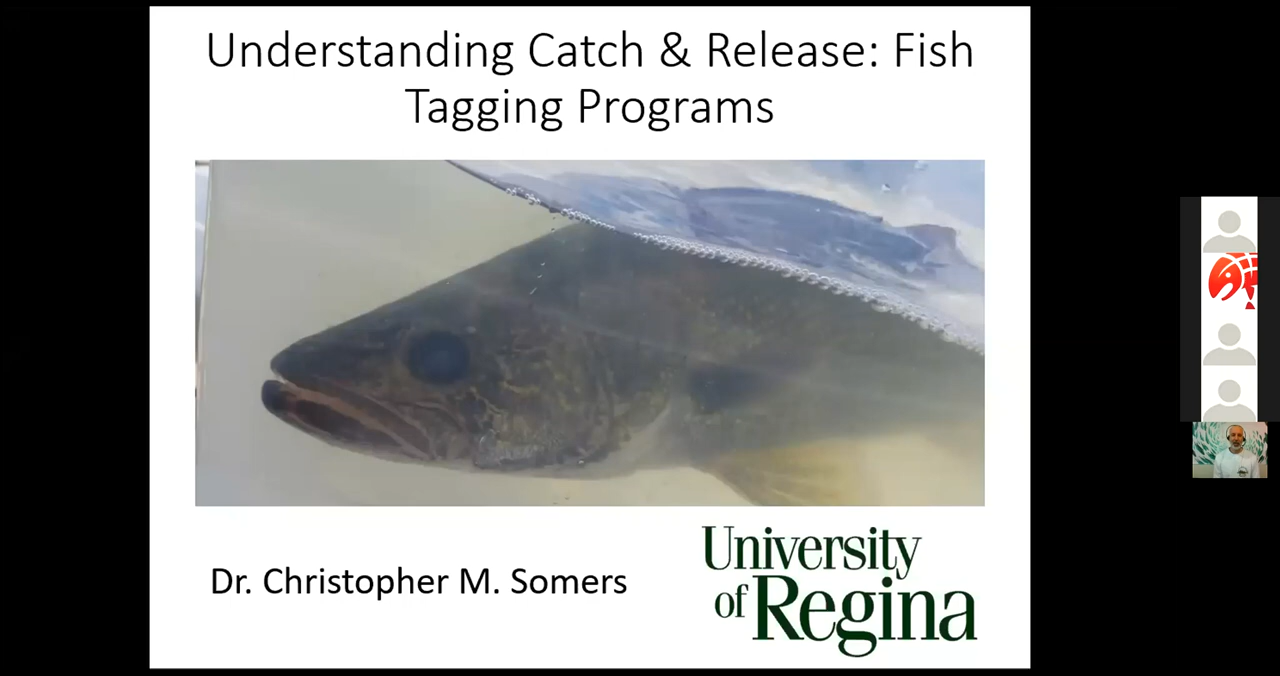 Understanding Catch & Release: Fish
Tagging Programs
Dr. Christopher M. Somers
University
of Regina